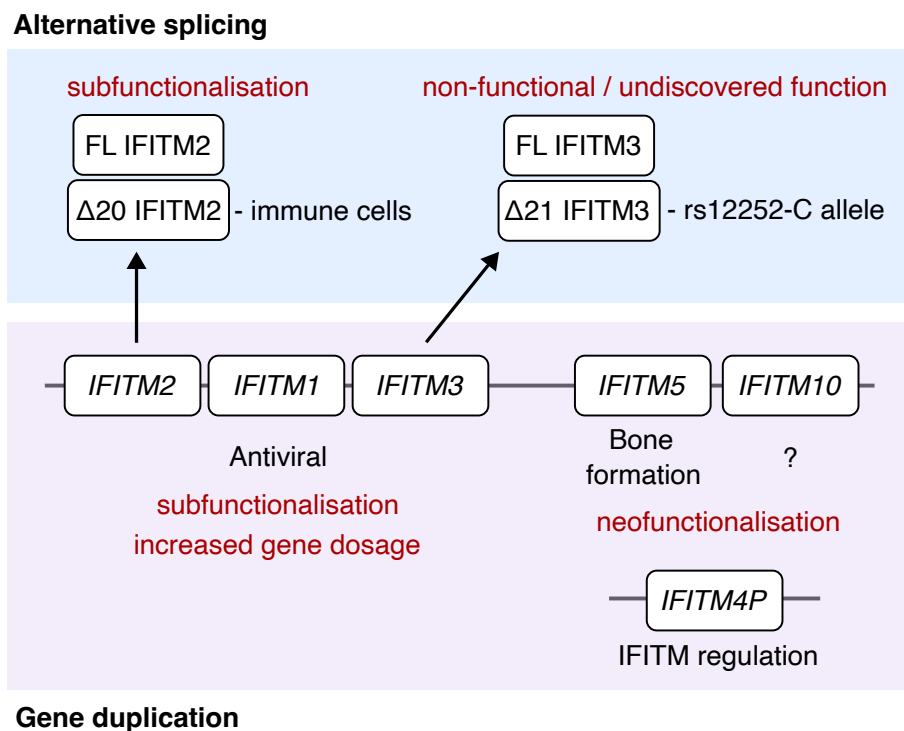 Alternative splicing
subfunctionalisation
non-functional / undiscovered function
FL IFITM2
FL IFITM3
Δ20 IFITM2 - immune cells
Δ21 IFITM3 - rs12252-C allele
IFITM2
IFITM1
IFITM3
IFITM5
IFITM10
Antiviral
Bone
formation
?
subfunctionalisation
increased gene dosage
neofunctionalisation
IFITM4P
IFITM regulation
Gene duplication